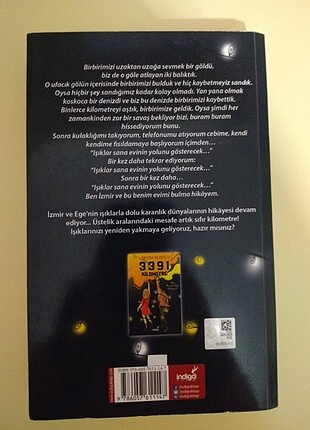 Birbirimizi uzaktan uzağa sevmek bir göldü,
biz de o göle atlayan iki balıktık.
O ufacık gölün içerisinde birbirimizi bulduk ve hiç kaybetmeyiz sandık.
Oysa hiçbir şey sandığımız kadar kolay olmadı. Yan yana olmak
koskoca bir denizdi ve biz bu denizde birbirimizi kaybettik.
Binlerce kilometreyi aştık, birbirimize geldik. Oysa şimdi her
zamankinden zor bir savaş bekliyor bizi, buram buram
hissediyorum bunu.
Sonra kulaklığımı takıyorum, telefonumu atıyorum cebime, kendi
kendime fısıldamaya başlıyorum içimden...
"Işıklar sana evinin yolunu gösterecek..."
Bir kez daha tekrar ediyorum:
"Işıklar sana evinin yolunu gösterecek..."
Sonra bir kez daha...
"Işıklar sana evinin yolunu gösterecek..."
Ben İzmir ve bu benim evimi bulma hikâyem.
İzmir ve Ege'nin ışıklarla dolu karanlık dünyalarının hikâyesi devam
ediyor... Üstelik aralarındaki mesafe artık sıfır kilometre!
Işıklarınızı yeniden yakmaya geliyoruz, hazır mısınız?
3391
KİLOMETRE
9 786057 611147
indigo